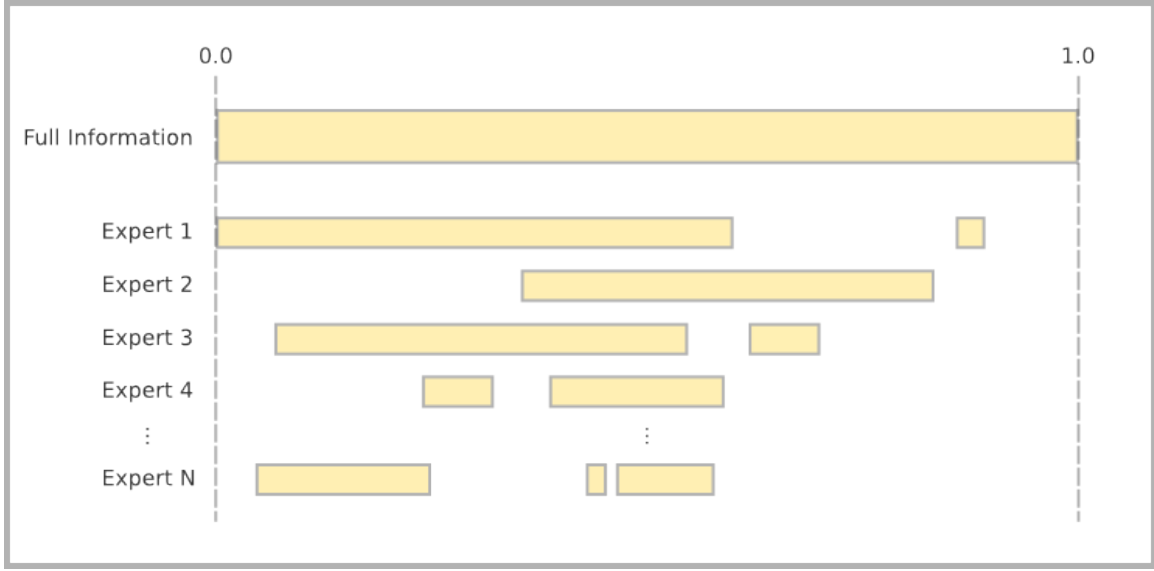 0.0 1.0
Full Information
Expert 1
Expert 2
Expert 3
Expert 4
⋮ ⋮
Expert N